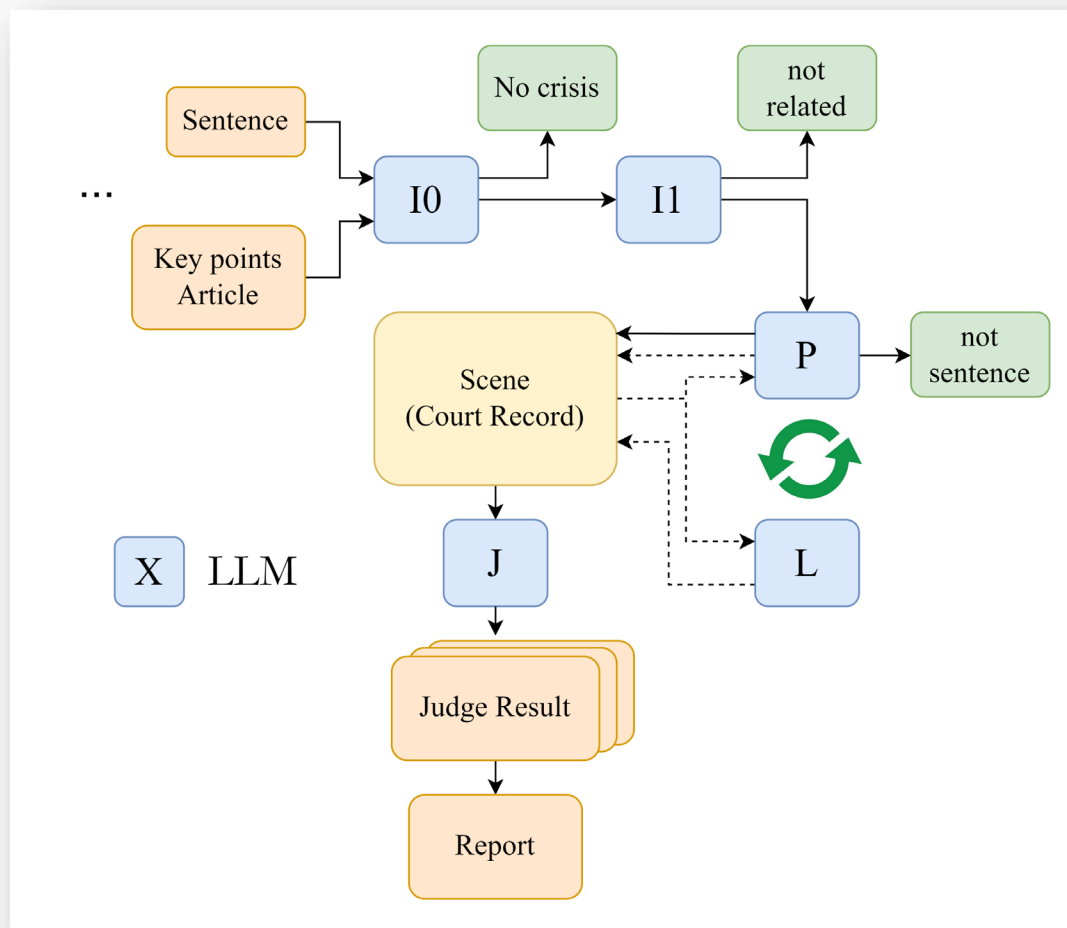 No crisis
not
related
Sentence
...
I0
I1
Key points
Article
P
not
sentence
Scene
(Court Record)
J
L
X
LLM
Judge Result
Report